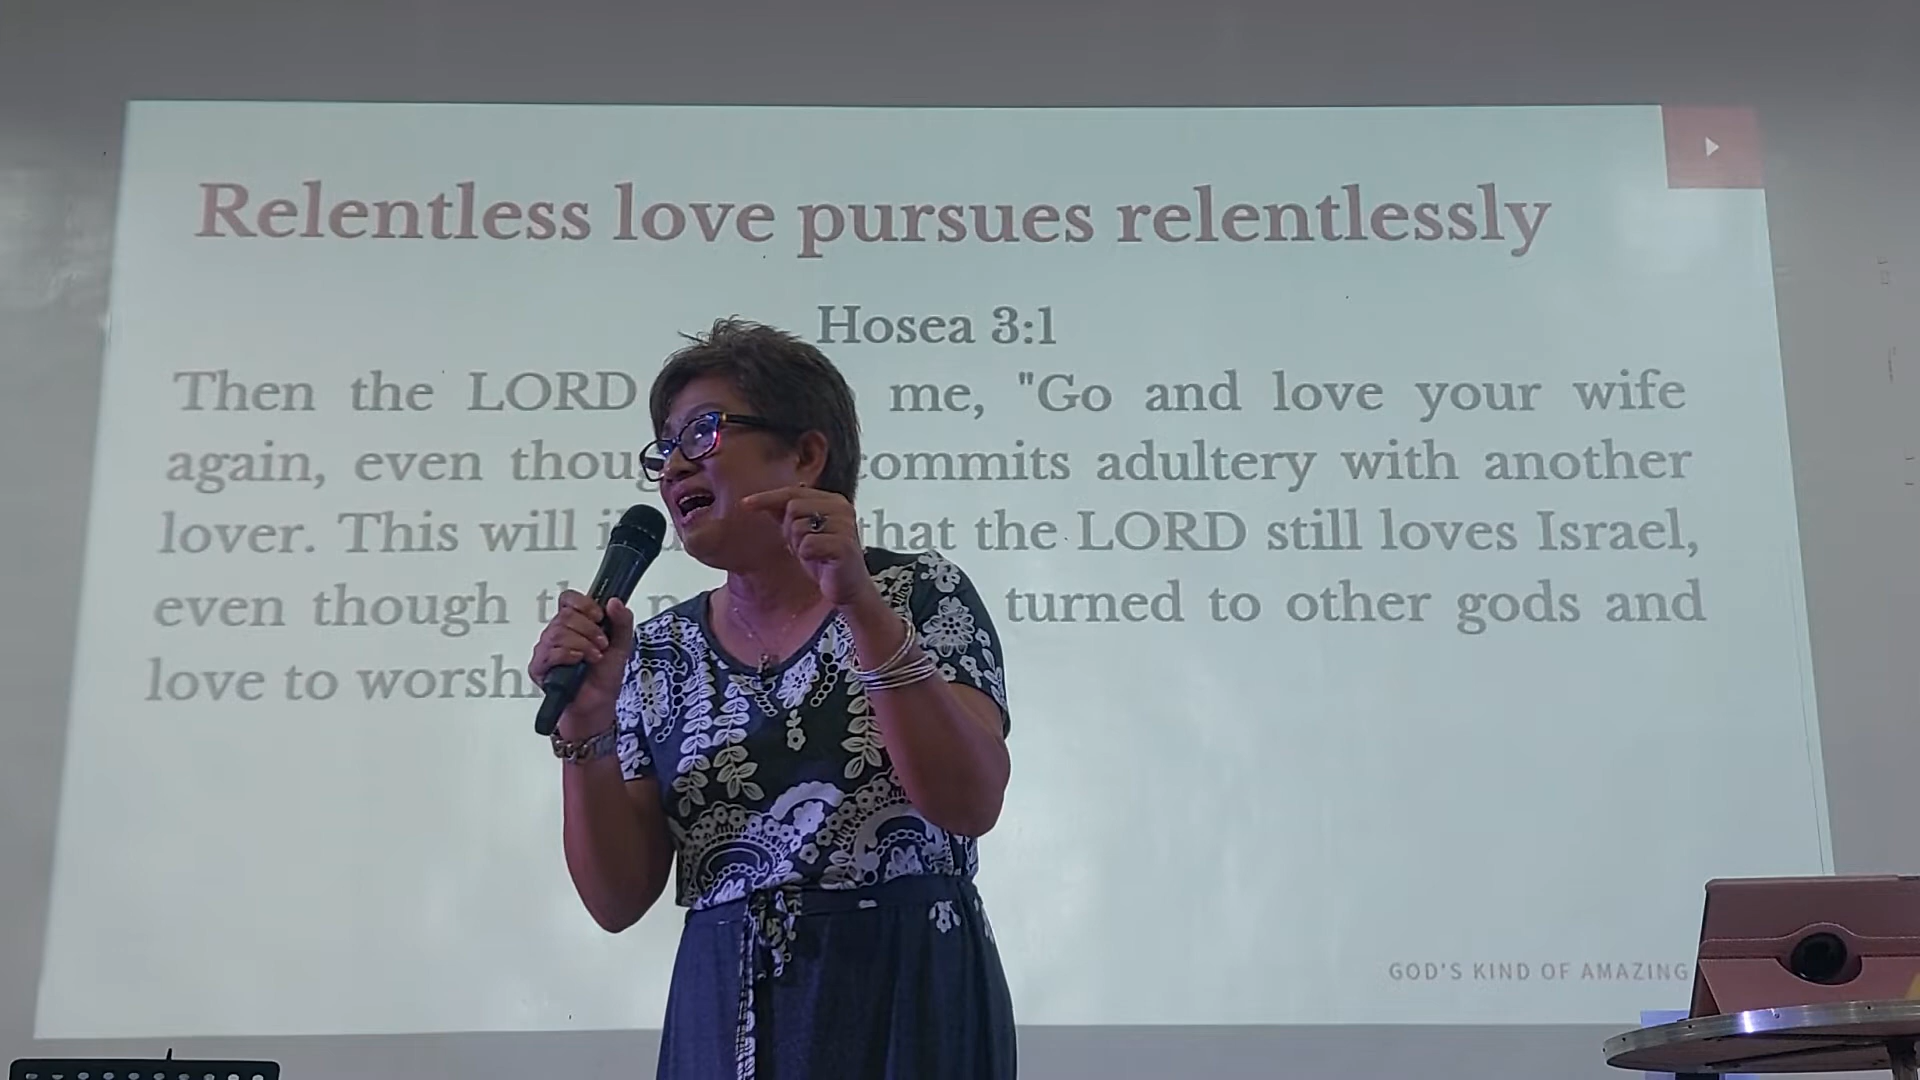 Relentless love pursues relentlessly
Hosea 3:1
Then the LORD me, "Go and love your wife
again, even commits adultery with another
lover. This will that the LORD still loves Israel,
even though turned to other gods and
love to
GOD'S KIND OF AMAZING